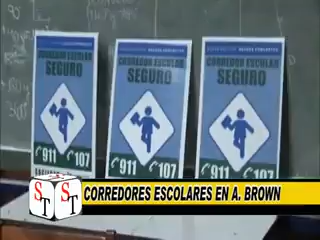 CORREDOR ESCOLAR
SEGURO
911
107
CORREDOR ESCOLAR
SEGURO
911
107
CORREDOR ESCOLAR
SEGURO
911
107
S
T
S
T
CORREDORES ESCOLARES EN A. BROWN